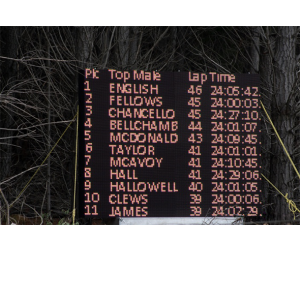 Plc Top Male Lap Time
1 ENGLISH 46 24:05:42.
2 FELLOWS 45 24:00:03.
3 CHANCELLO 45 24:27:10.
4 BELLCHAMB 44 24:01:07.
5 MCDONALD 43 24:09:45.
6 TAYLOR 41 24:01:01.
7 MCAVOY 41 24:10:45.
8 HALL 41 24:29:06.
9 HALLOWELL 40 24:01:05.
10 CLEWS 39 24:00:06.
11 JAMES 39 24:02:29.